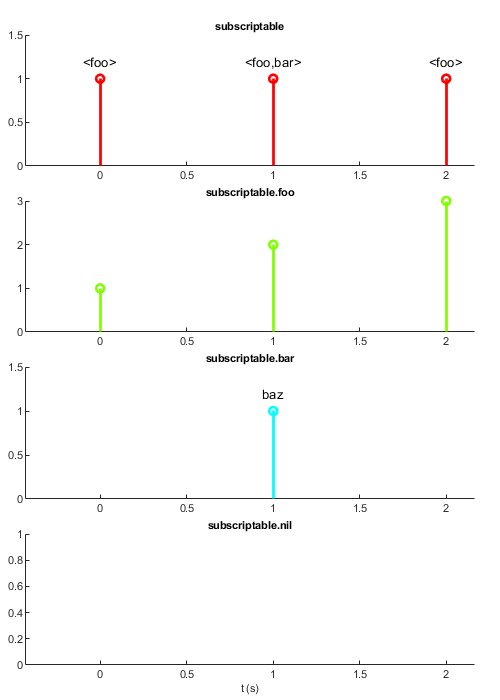 subscriptable
<foo> <foo,bar> <foo>
1.5
1
0.5
0
0 0.5 1 1.5 2
subscriptable.foo
3
2
1
0
0 0.5 1 1.5 2
subscriptable.bar
1.5
baz
1
0.5
0
0 0.5 1 1.5 2
subscriptable.nil
1
0.8
0.6
0.4
0.2
0
0 0.5 1 1.5 2
t (s)